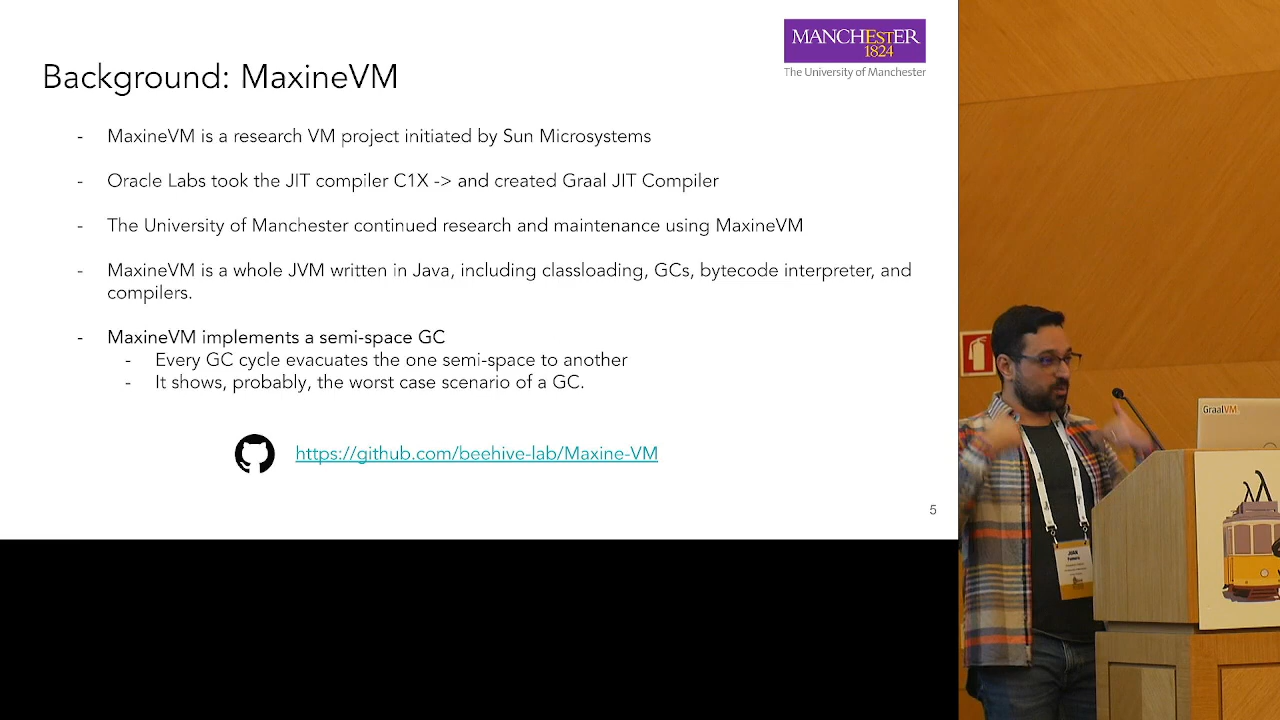 MANCHESTER
1824
The University of Manchester
Background: MaxineVM
- MaxineVM is a research VM project initiated by Sun Microsystems
- Oracle Labs took the JIT compiler C1X -> and created Graal JIT Compiler
- The University of Manchester continued research and maintenance using MaxineVM
- MaxineVM is a whole JVM written in Java, including classloading, GCs, bytecode interpreter, and
compilers.
- MaxineVM implements a semi-space GC
- Every GC cycle evacuates the one semi-space to another
- It shows, probably, the worst case scenario of a GC.
https://github.com/beehive-lab/Maxine-VM
5
GraalVM
JUAN